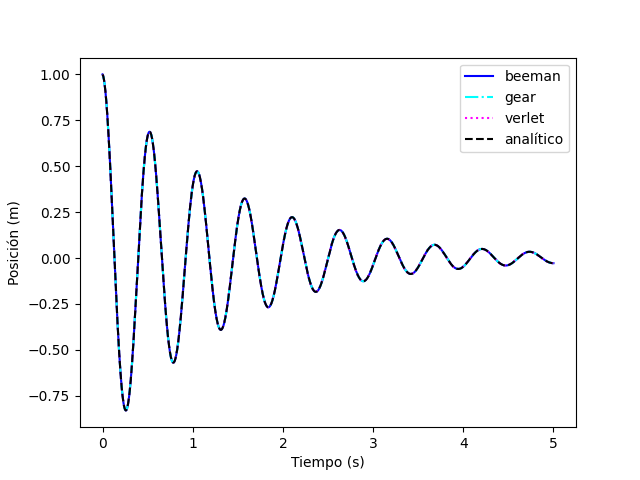 beeman
gear
verlet
analítico
1.00
0.75
0.50
0.25
0.00
−0.25
−0.50
−0.75
Posición (m)
0 1 2 3 4 5
Tiempo (s)